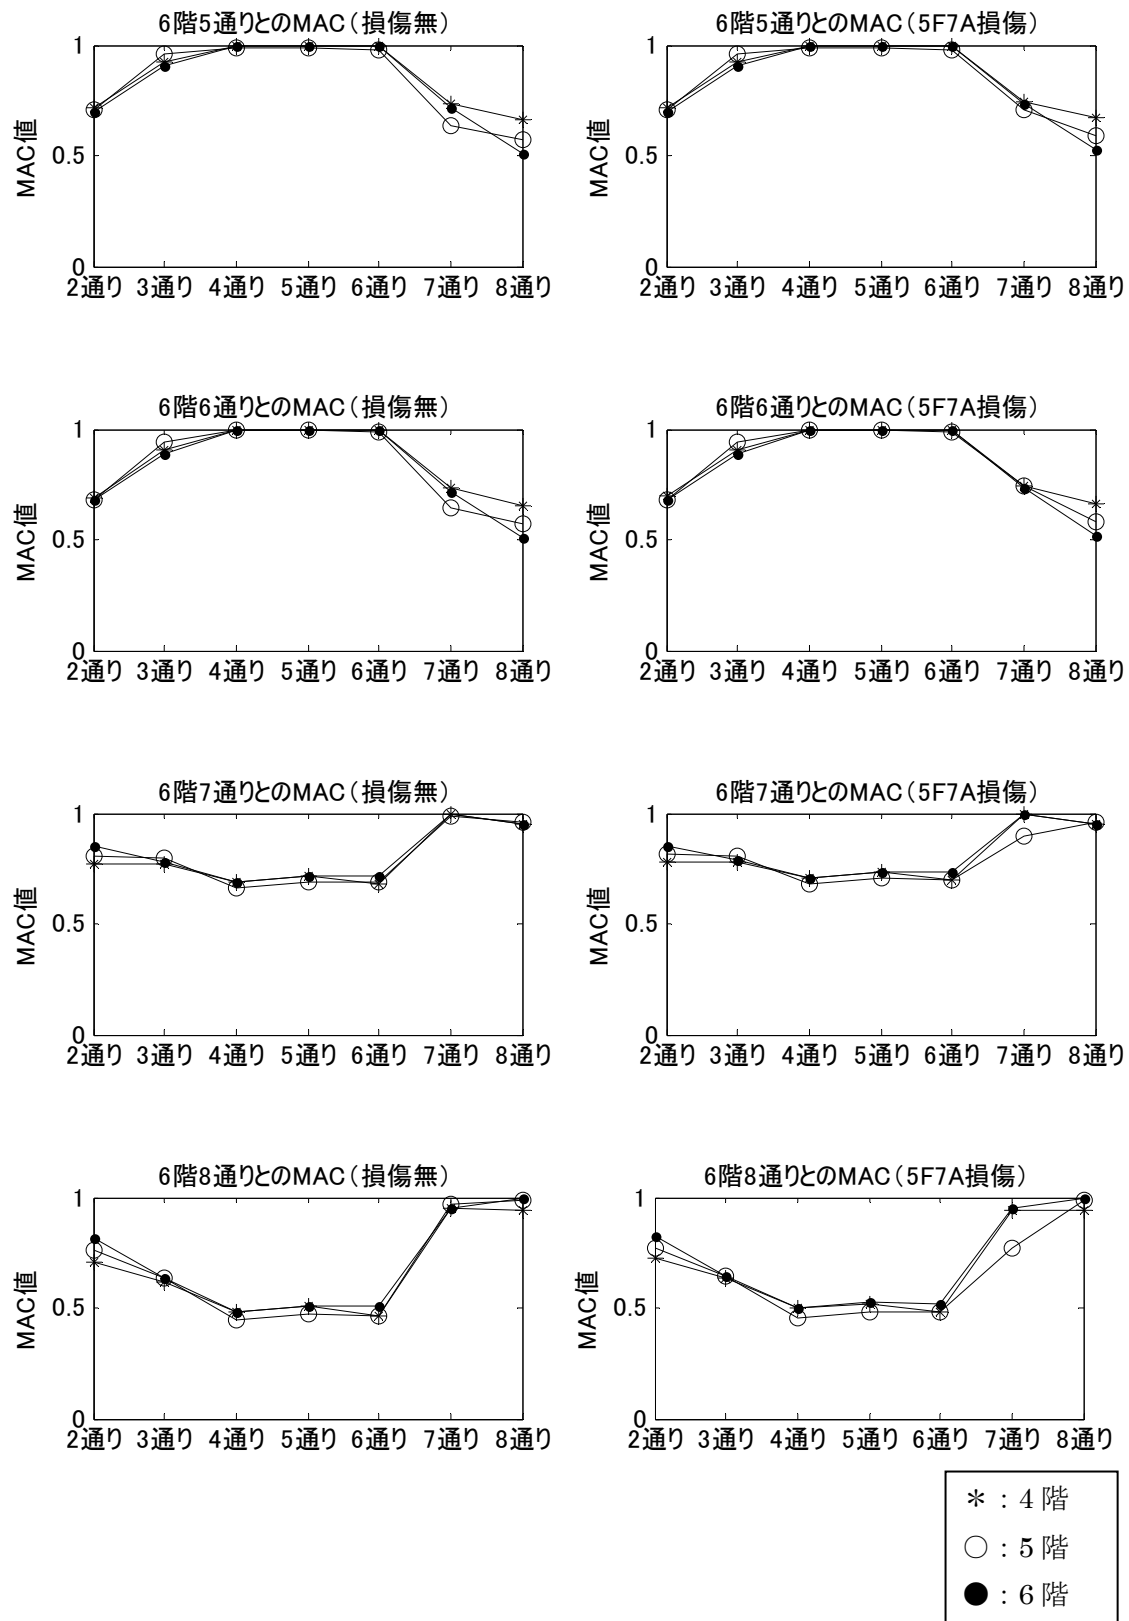 6階5通りとのMAC(損傷無)
6階5通りとのMAC(5F7A損傷)
1
0.5
0
MAC値
2通り 3通り 4通り 5通り 6通り 7通り 8通り
1
0.5
0
MAC値
2通り 3通り 4通り 5通り 6通り 7通り 8通り
6階6通りとのMAC(損傷無)
6階6通りとのMAC(5F7A損傷)
1
0.5
0
MAC値
2通り 3通り 4通り 5通り 6通り 7通り 8通り
1
0.5
0
MAC値
2通り 3通り 4通り 5通り 6通り 7通り 8通り
6階7通りとのMAC(損傷無)
6階7通りとのMAC(5F7A損傷)
1
0.5
0
MAC値
2通り 3通り 4通り 5通り 6通り 7通り 8通り
1
0.5
0
MAC値
2通り 3通り 4通り 5通り 6通り 7通り 8通り
6階8通りとのMAC(損傷無)
6階8通りとのMAC(5F7A損傷)
1
0.5
0
MAC値
2通り 3通り 4通り 5通り 6通り 7通り 8通り
1
0.5
0
MAC値
2通り 3通り 4通り 5通り 6通り 7通り 8通り
＊：4階
○：5階
●：6階